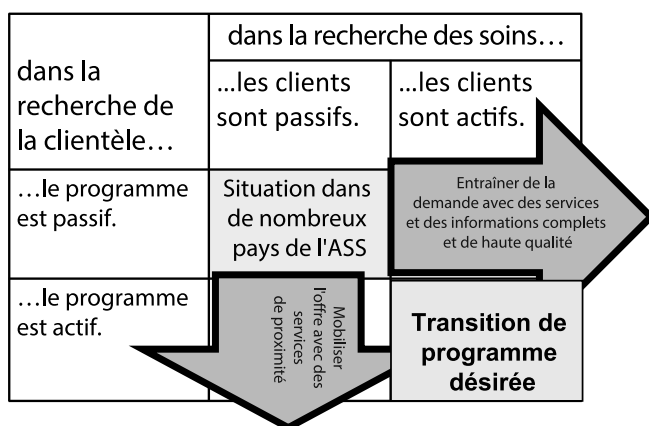 dans la recherche des soins…
dans la
recherche de
la clientèle…
...les clients
sont passifs.
...les clients
sont actifs.
…le programme
est passif.
Situation dans
de nombreux
pays de l'ASS
Entraîner de la
demande avec des services
et des informations complets
et de haute qualité
…le programme
est actif.
Mobiliser
l'offre avec des
services
de proximité
Transition de
programme
désirée